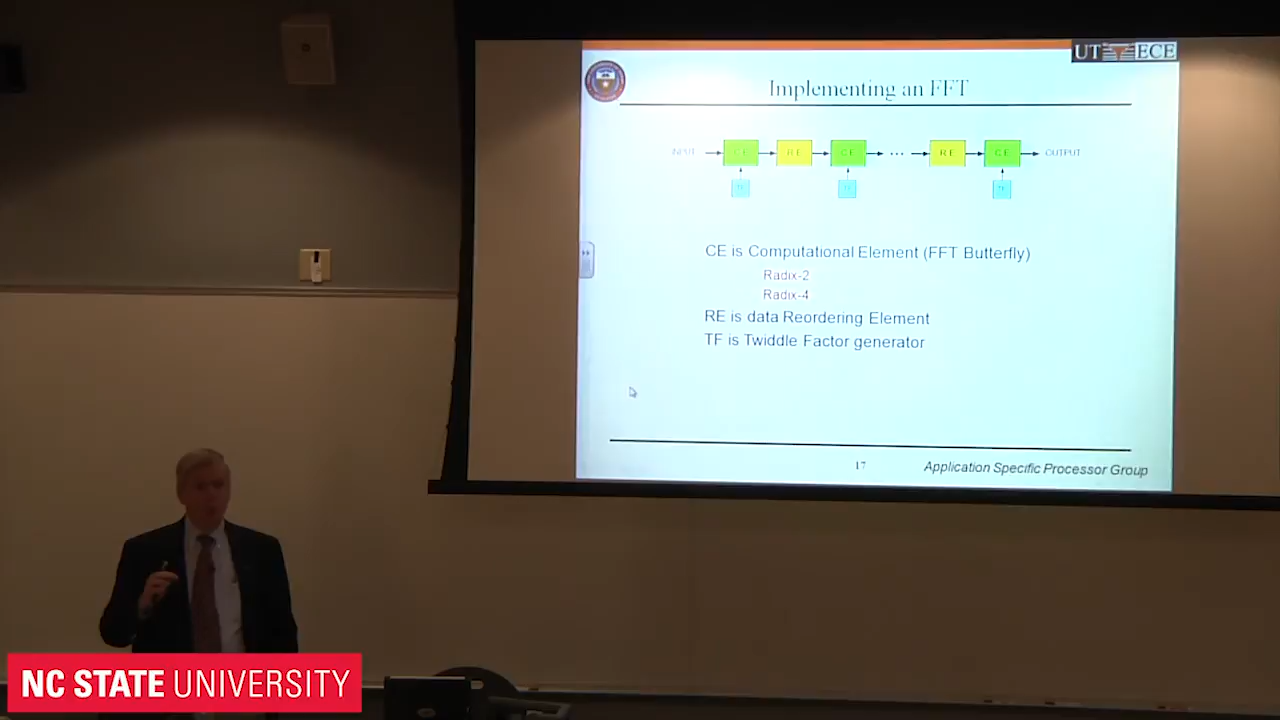 UT ECE
Implementing an FFT
INPUT CE RE CE ... RE CE OUTPUT
TF TF TF
CE is Computational Element (FFT Butterfly)
Radix-2
Radix-4
RE is data Reordering Element
TF is Twiddle Factor generator
17 Application Specific Processor Group
NC STATE UNIVERSITY